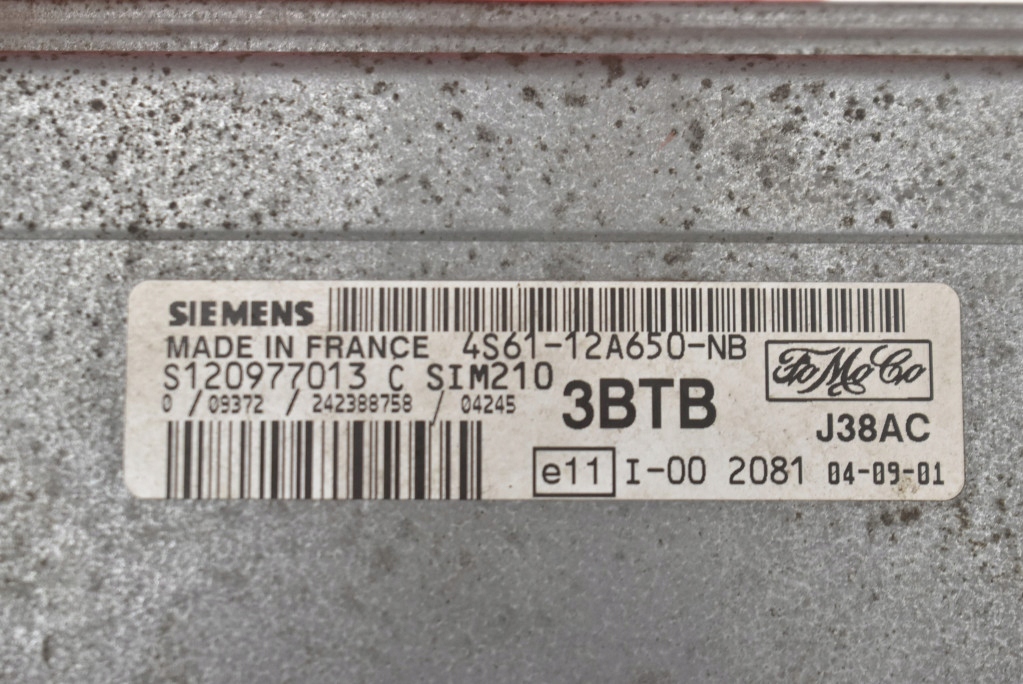 SIEMENS
MADE IN FRANCE 4S61-12A650-NB
S120977013 C SIM210
0 / 09372 / 242388758 / 04245
3BTB
FoMoCo
J38AC
e11 I-00 2081 04-09-01